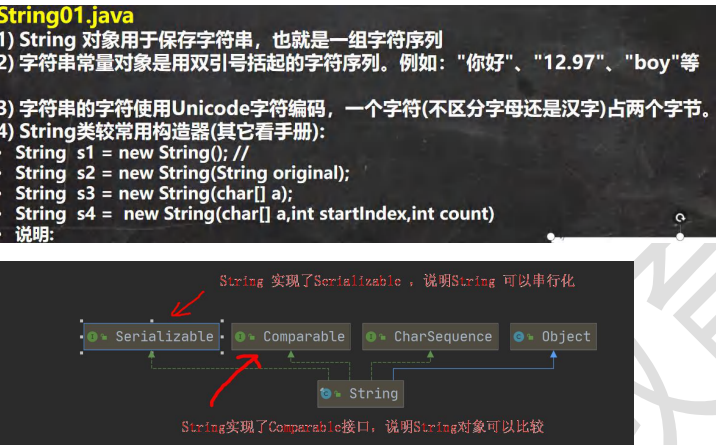 String01.java
1) String 对象用于保存字符串，也就是一组字符序列
2) 字符串常量对象是用双引号括起的字符序列。例如："你好"、"12.97"、"boy"等
3) 字符串的字符使用Unicode字符编码，一个字符(不区分字母还是汉字)占两个字节。
4) String类较常用构造器(其它看手册):
· String s1 = new String(); //
· String s2 = new String(String original);
· String s3 = new String(char[] a);
· String s4 = new String(char[] a,int startIndex,int count)
· 说明:
String 实现了Serializable ，说明String 可以串行化
Serializable Comparable CharSequence Object
String
String实现了Comparable接口，说明String对象可以比较